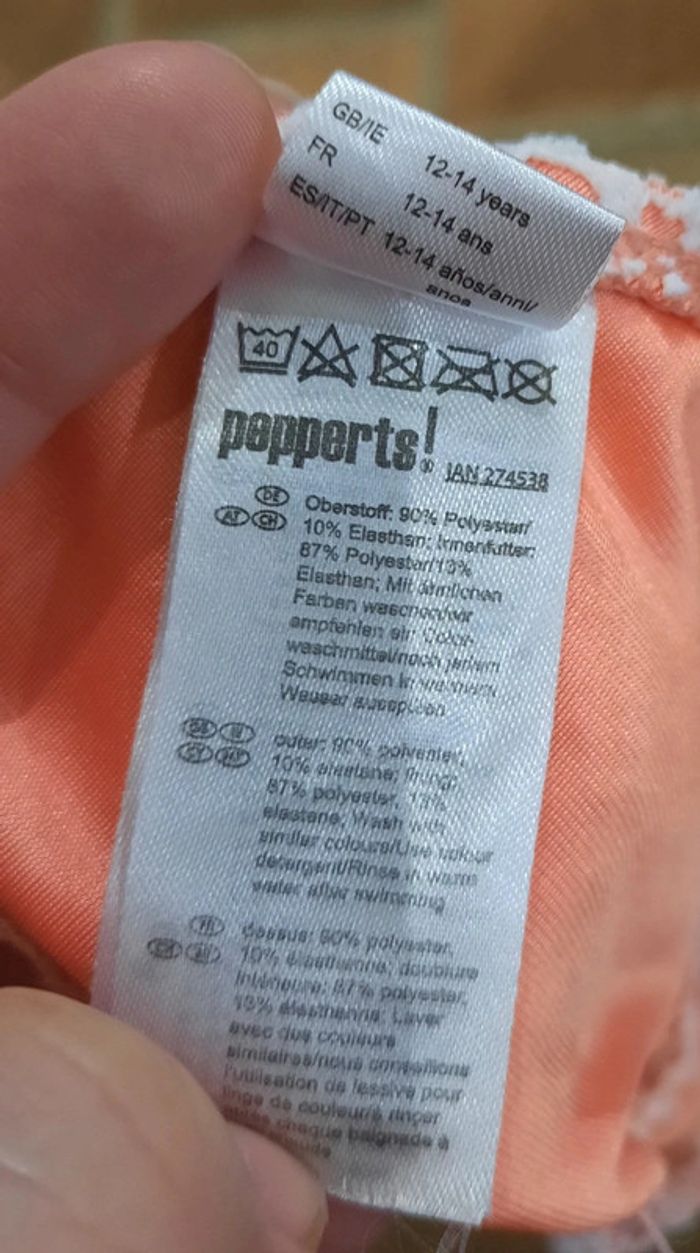 GB/IE 12-14 years
FR 12-14 ans
ES/IT/PT 12-14 años/anni/
anos
40
pepperts!® IAN 274538
DE Oberstoff: 90% Polyester/
AT CH 10% Elasthan; Innenfutter:
87% Polyester/13%
Elasthan; Mit ähnlichen
Farben waschen/wir
empfehlen ein Color-
waschmittel/nach jedem
Schwimmen in warmem
Wasser ausspülen
outer: 90% polyester,
10% elastane; lining:
87% polyester, 13%
elastane; Wash with
similar colours/Use colour
detergent/Rinse in warm
water after swimming
dessus: 90% polyester,
10% élasthanne; doublure
intérieure: 87% polyester,
13% élasthanne; Laver
avec des couleurs
similaires/nous conseillons
l'utilisation de lessive pour
linge de couleur/à rinçer
chaque baignade à